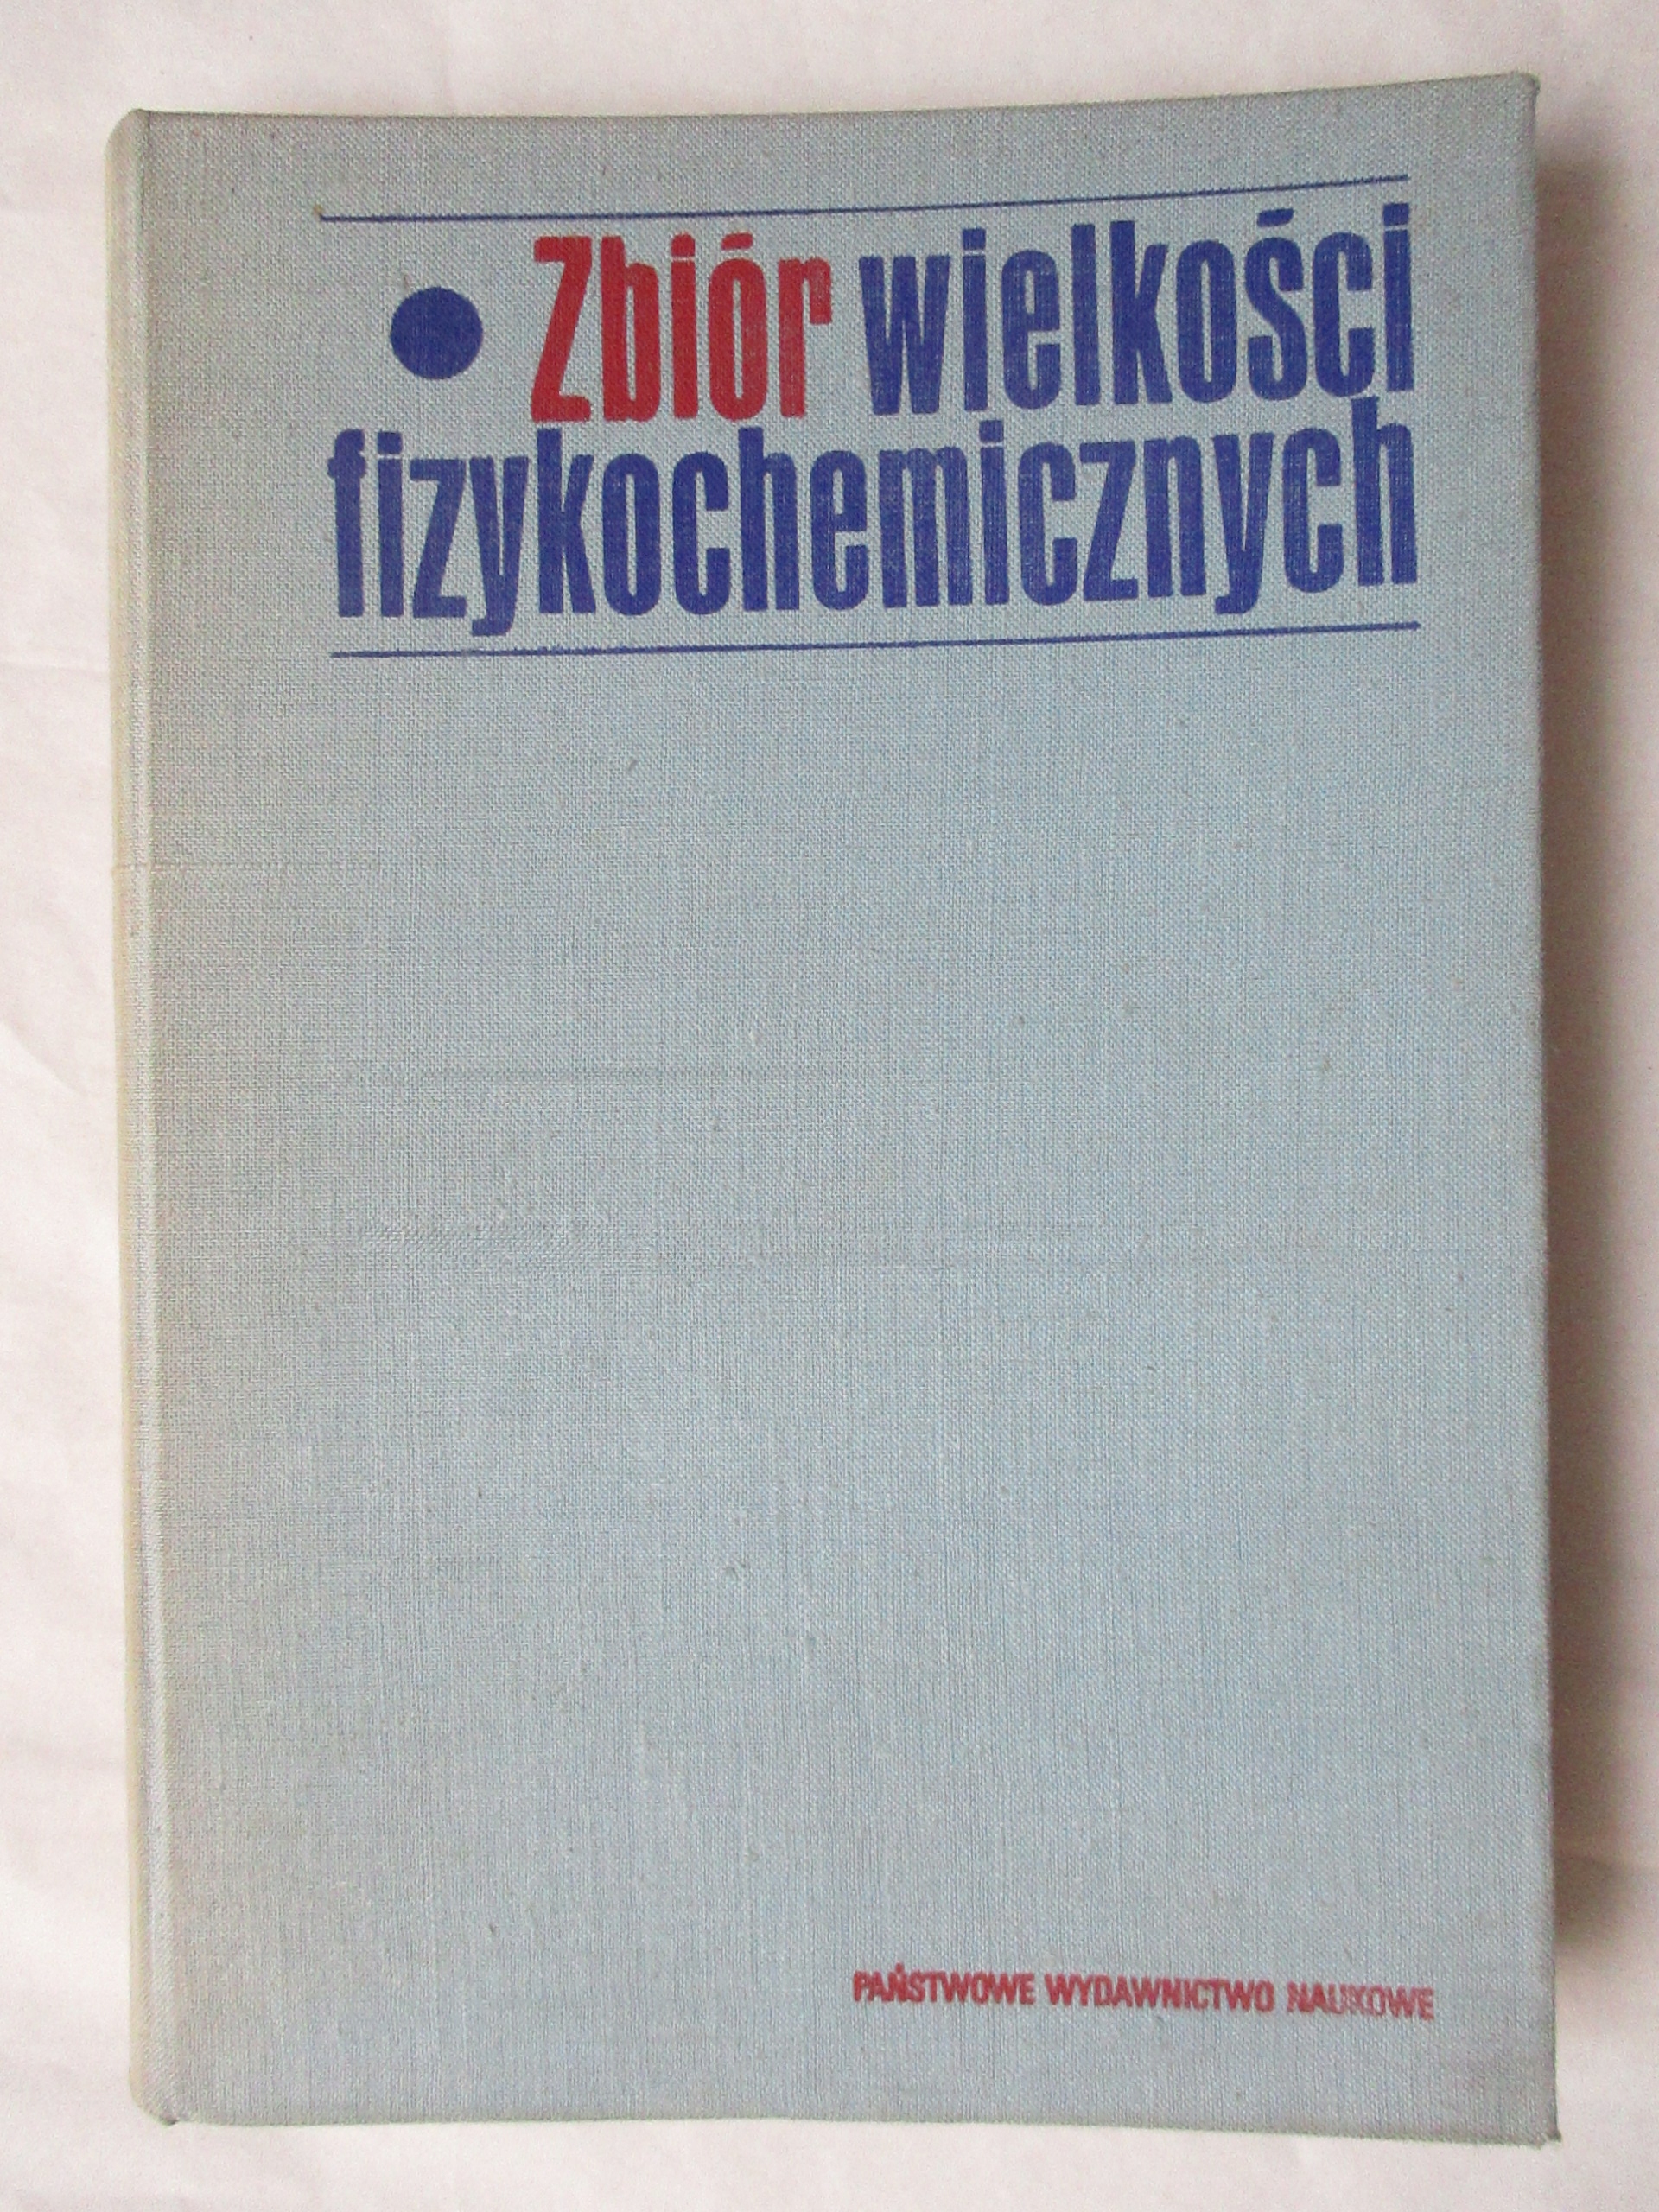 Zbiór wielkości
fizykochemicznych
PAŃSTWOWE WYDAWNICTWO NAUKOWE